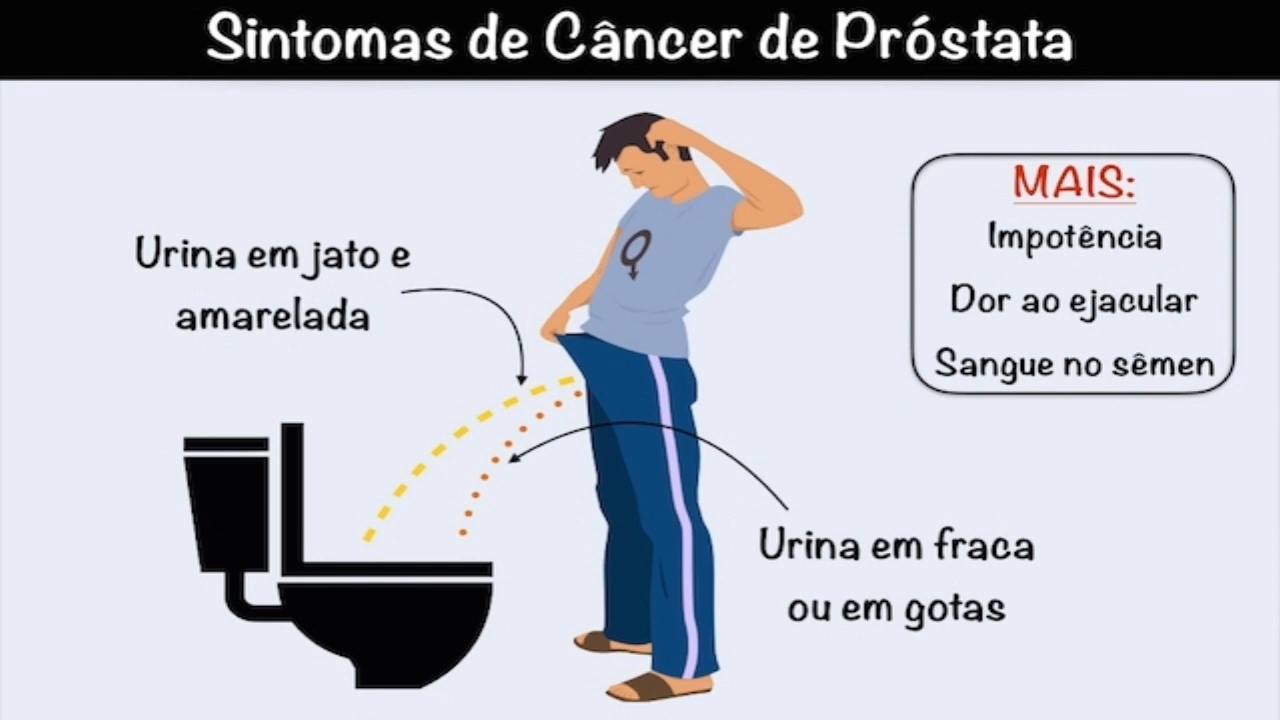 Sintomas de Câncer de Próstata
Urina em jato e
amarelada
MAIS:
Impotência
Dor ao ejacular
Sangue no sêmen
Urina em fraca
ou em gotas